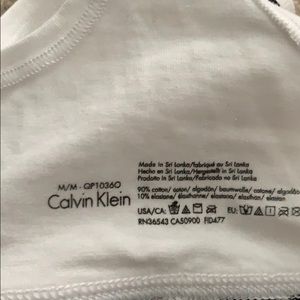 M/M - QP1036O
Calvin Klein
Made in Sri Lanka/Fabriqué au Sri Lanka
Hecho en Sri Lanka/Hergestellt in Sri Lanka
Prodotto in Sri Lanka/Fabricado no Sri Lanka
90% cotton/ coton/ algodón/ baumwolle/ cotone/ algodão
10% elastane/ élasthanne/ elastano/ elasthan/ elastan
USA/CA: EU:
RN36543 CA50900 FID477